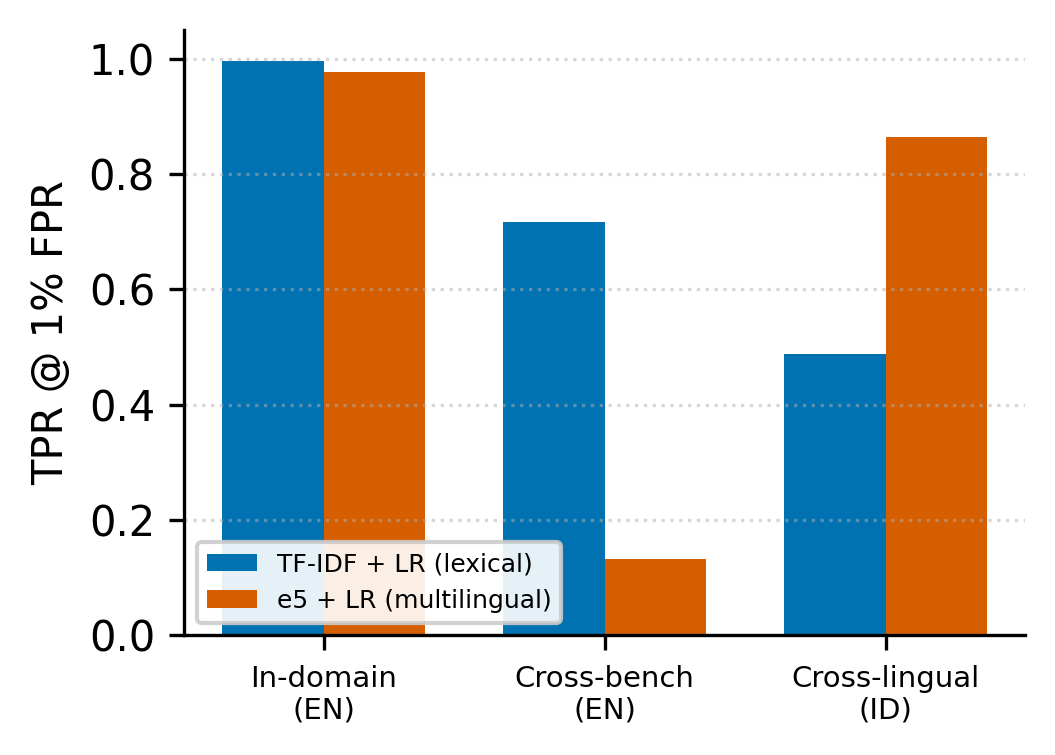 TPR @ 1% FPR
1.0
0.8
0.6
0.4
0.2
0.0
TF-IDF + LR (lexical)
e5 + LR (multilingual)
In-domain
(EN)
Cross-bench
(EN)
Cross-lingual
(ID)